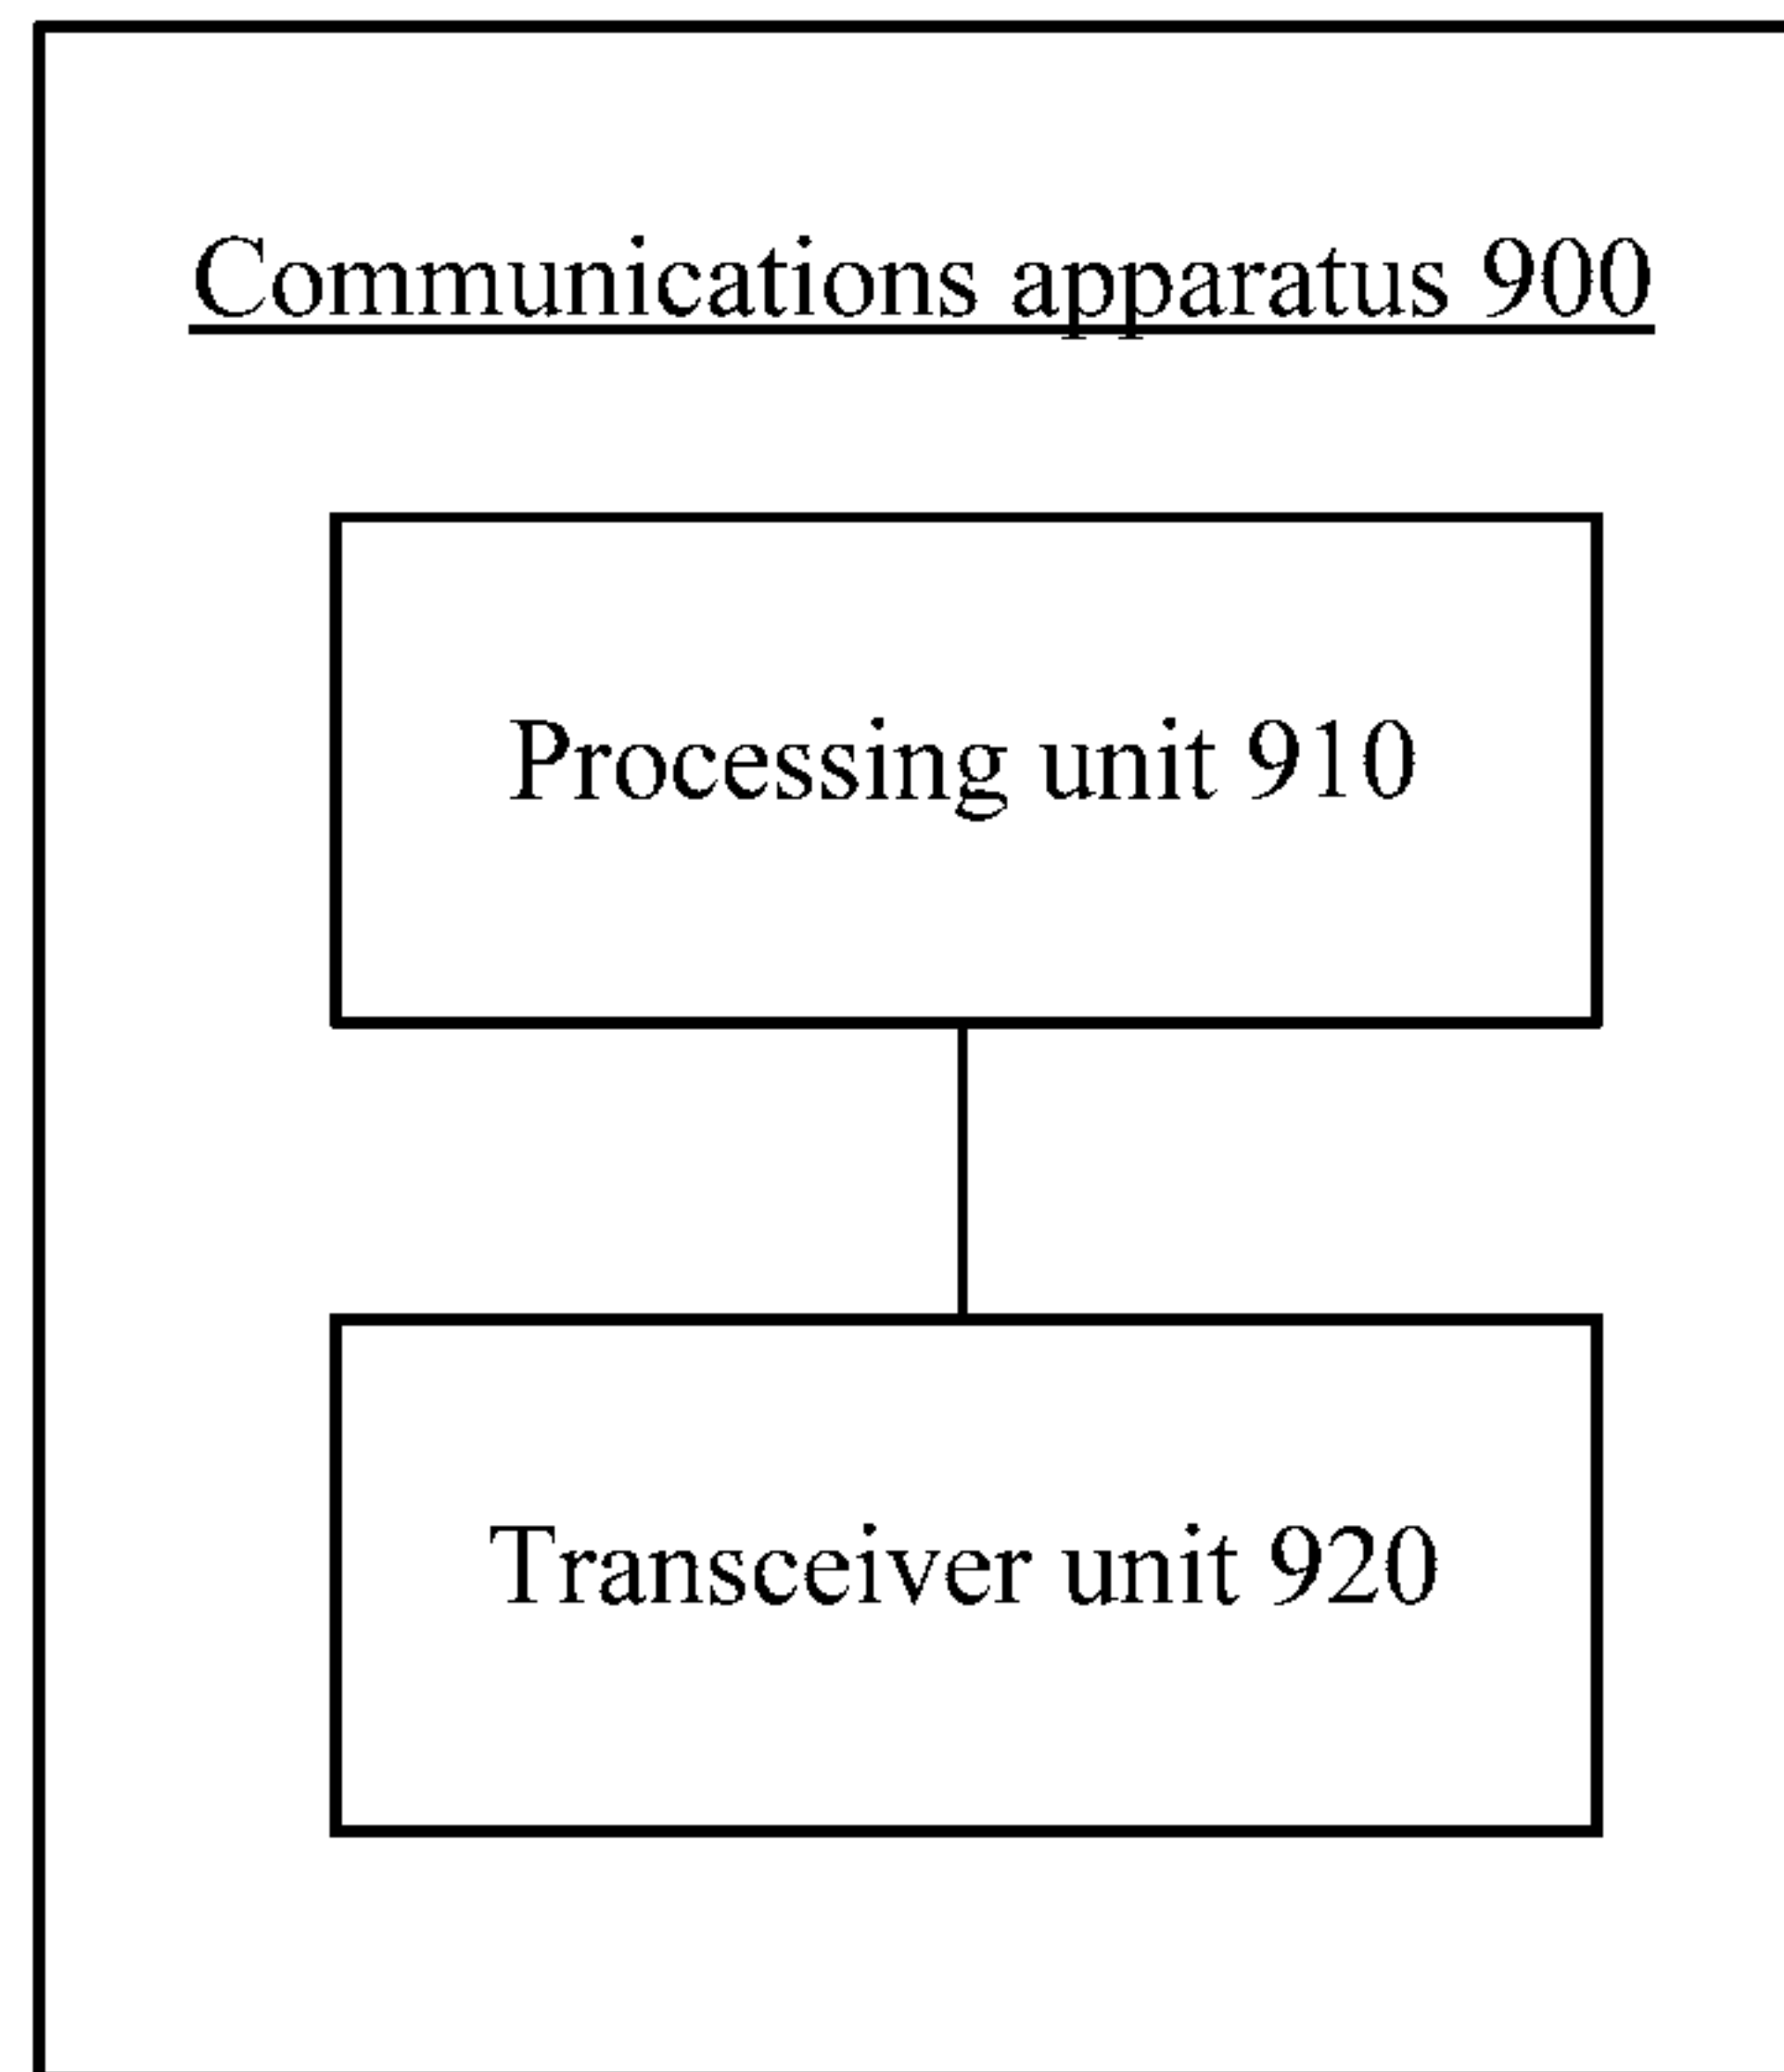 Communications apparatus 900
Processing unit 910
Transceiver unit 920